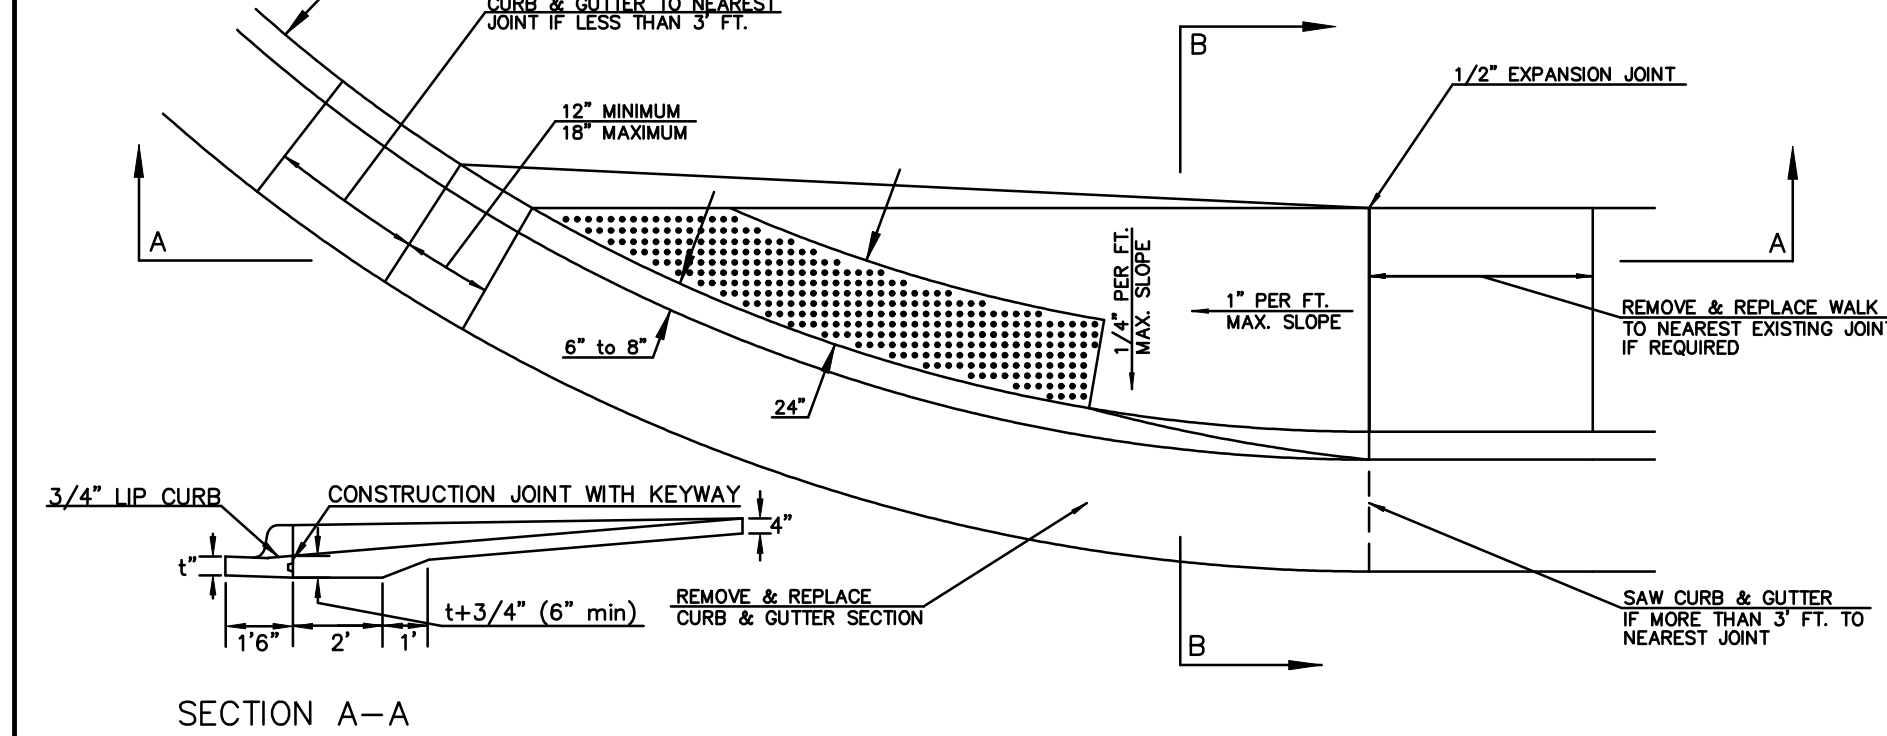 CURB & GUTTER TO NEAREST
JOINT IF LESS THAN 3' FT.
B
1/2" EXPANSION JOINT
12" MINIMUM
18" MAXIMUM
A
A
1/4" PER FT.
MAX. SLOPE
1" PER FT.
MAX. SLOPE
REMOVE & REPLACE WALK
TO NEAREST EXISTING JOINT
IF REQUIRED
6" to 8"
24"
3/4" LIP CURB
CONSTRUCTION JOINT WITH KEYWAY
4"
t"
t+3/4" (6" min)
1'6"
2'
1'
REMOVE & REPLACE
CURB & GUTTER SECTION
SAW CURB & GUTTER
IF MORE THAN 3' FT. TO
NEAREST JOINT
B
SECTION A-A